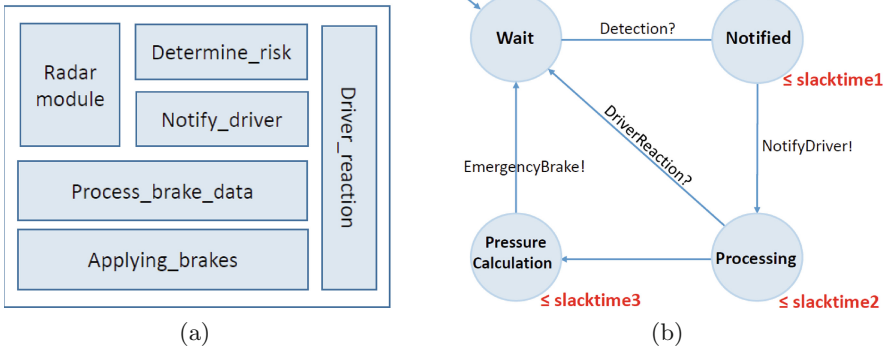 Radar
module
Determine_risk
Notify_driver
Driver_reaction
Process_brake_data
Applying_brakes
(a)
Wait
Detection?
Notified
≤ slacktime1
DriverReaction?
NotifyDriver!
EmergencyBrake!
Pressure
Calculation
Processing
≤ slacktime3
≤ slacktime2
(b)